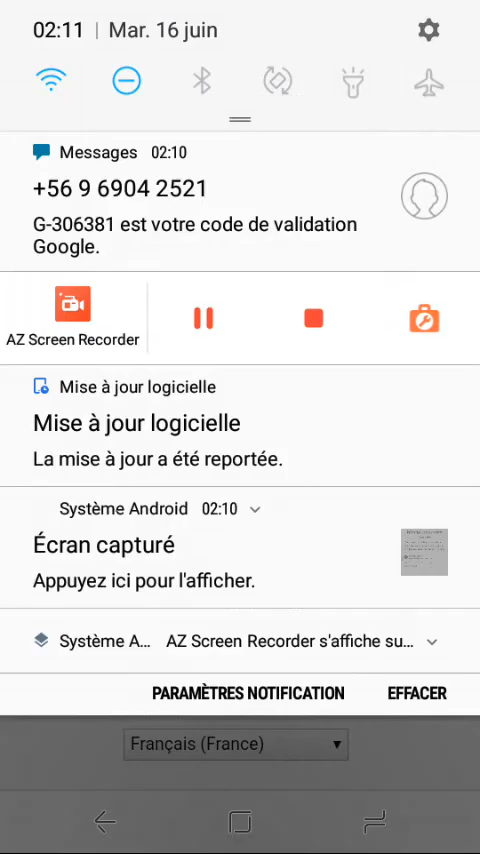 02:11 | Mar. 16 juin
Messages 02:10
+56 9 6904 2521
G-306381 est votre code de validation
Google.
AZ Screen Recorder
Mise à jour logicielle
Mise à jour logicielle
La mise à jour a été reportée.
Système Android 02:10
Écran capturé
Appuyez ici pour l'afficher.
Système A... AZ Screen Recorder s'affiche su...
PARAMÈTRES NOTIFICATION EFFACER
Français (France)